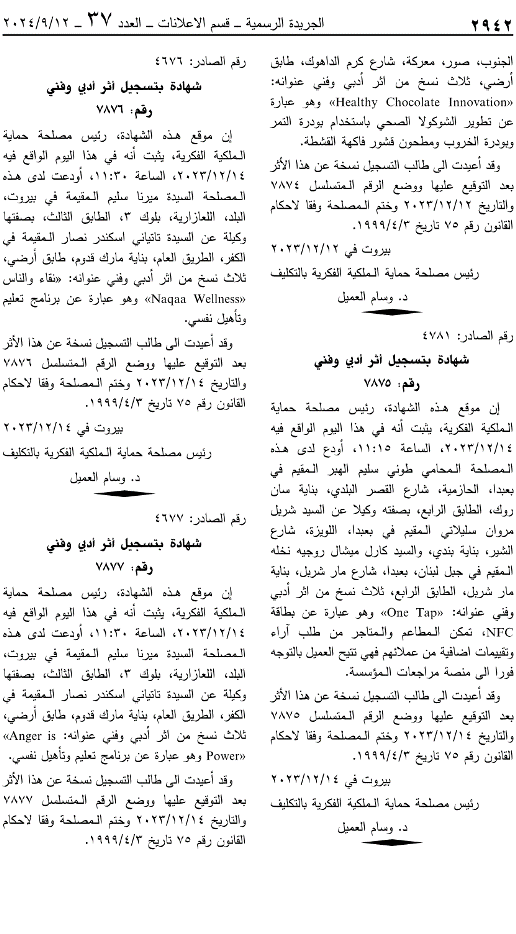 ٢٩٤٢
الجريدة الرسمية ــ قسم الاعلانات ــ العدد ٣٧ ــ ٢٠٢٤/٩/١٢
الجنوب، صور، معركة، شارع كرم الداهوك، طابق
أرضي، ثلاث نسخ من اثر أدبي وفني عنوانه:
«Healthy Chocolate Innovation» وهو عبارة
عن تطوير الشوكولا الصحي باستخدام بودرة التمر
وبودرة الخروب ومطحون قشور فاكهة القشطة.
وقد أعيدت الى طالب التسجيل نسخة عن هذا الأثر
بعد التوقيع عليها ووضع الرقم المتسلسل ٧٨٧٤
والتاريخ ٢٠٢٣/١٢/١٢ وختم المصلحة وفقا لاحكام
القانون رقم ٧٥ تاريخ ١٩٩٩/٤/٣.
بيروت في ٢٠٢٣/١٢/١٢
رئيس مصلحة حماية الملكية الفكرية بالتكليف
د. وسام العميل
رقم الصادر: ٤٧٨١
شهادة بتسجيل أثر أدبي وفني
رقم: ٧٨٧٥
إن موقع هذه الشهادة، رئيس مصلحة حماية
الملكية الفكرية، يثبت أنه في هذا اليوم الواقع فيه
٢٠٢٣/١٢/١٤، الساعة ١١:١٥، أودع لدى هذه
المصلحة المحامي طوني سليم الهبر المقيم في
بعبدا، الحازمية، شارع القصر البلدي، بناية سان
روك، الطابق الرابع، بصفته وكيلا عن السيد شربل
مروان سليلاتي المقيم في بعبدا، اللويزة، شارع
الشير، بناية بندي، والسيد كارل ميشال روجيه نخله
المقيم في جبل لبنان، بعبدا، شارع مار شربل، بناية
مار شربل، الطابق الرابع، ثلاث نسخ من اثر أدبي
وفني عنوانه: «One Tap» وهو عبارة عن بطاقة
NFC، تمكن المطاعم والمتاجر من طلب آراء
وتقييمات اضافية من عملائهم فهي تتيح العميل بالتوجه
فورا الى منصة مراجعات المؤسسة.
وقد أعيدت الى طالب التسجيل نسخة عن هذا الأثر
بعد التوقيع عليها ووضع الرقم المتسلسل ٧٨٧٥
والتاريخ ٢٠٢٣/١٢/١٤ وختم المصلحة وفقا لاحكام
القانون رقم ٧٥ تاريخ ١٩٩٩/٤/٣.
بيروت في ٢٠٢٣/١٢/١٤
رئيس مصلحة حماية الملكية الفكرية بالتكليف
د. وسام العميل
رقم الصادر: ٤٦٧٦
شهادة بتسجيل أثر أدبي وفني
رقم: ٧٨٧٦
إن موقع هذه الشهادة، رئيس مصلحة حماية
الملكية الفكرية، يثبت أنه في هذا اليوم الواقع فيه
٢٠٢٣/١٢/١٤، الساعة ١١:٣٠، أودعت لدى هذه
المصلحة السيدة ميرنا سليم المقيمة في بيروت،
البلد، اللعازارية، بلوك ٣، الطابق الثالث، بصفتها
وكيلة عن السيدة تاتياني اسكندر نصار المقيمة في
الكفر، الطريق العام، بناية مارك قدوم، طابق أرضي،
ثلاث نسخ من اثر أدبي وفني عنوانه: «نقاء والناس
Naqaa Wellness» وهو عبارة عن برنامج تعليم
وتأهيل نفسي.
وقد أعيدت الى طالب التسجيل نسخة عن هذا الأثر
بعد التوقيع عليها ووضع الرقم المتسلسل ٧٨٧٦
والتاريخ ٢٠٢٣/١٢/١٤ وختم المصلحة وفقا لاحكام
القانون رقم ٧٥ تاريخ ١٩٩٩/٤/٣.
بيروت في ٢٠٢٣/١٢/١٤
رئيس مصلحة حماية الملكية الفكرية بالتكليف
د. وسام العميل
رقم الصادر: ٤٦٧٧
شهادة بتسجيل أثر أدبي وفني
رقم: ٧٨٧٧
إن موقع هذه الشهادة، رئيس مصلحة حماية
الملكية الفكرية، يثبت أنه في هذا اليوم الواقع فيه
٢٠٢٣/١٢/١٤، الساعة ١١:٣٠، أودعت لدى هذه
المصلحة السيدة ميرنا سليم المقيمة في بيروت،
البلد، اللعازارية، بلوك ٣، الطابق الثالث، بصفتها
وكيلة عن السيدة تاتياني اسكندر نصار المقيمة في
الكفر، الطريق العام، بناية مارك قدوم، طابق أرضي،
ثلاث نسخ من اثر أدبي وفني عنوانه: «Anger is
Power» وهو عبارة عن برنامج تعليم وتأهيل نفسي.
وقد أعيدت الى طالب التسجيل نسخة عن هذا الأثر
بعد التوقيع عليها ووضع الرقم المتسلسل ٧٨٧٧
والتاريخ ٢٠٢٣/١٢/١٤ وختم المصلحة وفقا لاحكام
القانون رقم ٧٥ تاريخ ١٩٩٩/٤/٣.